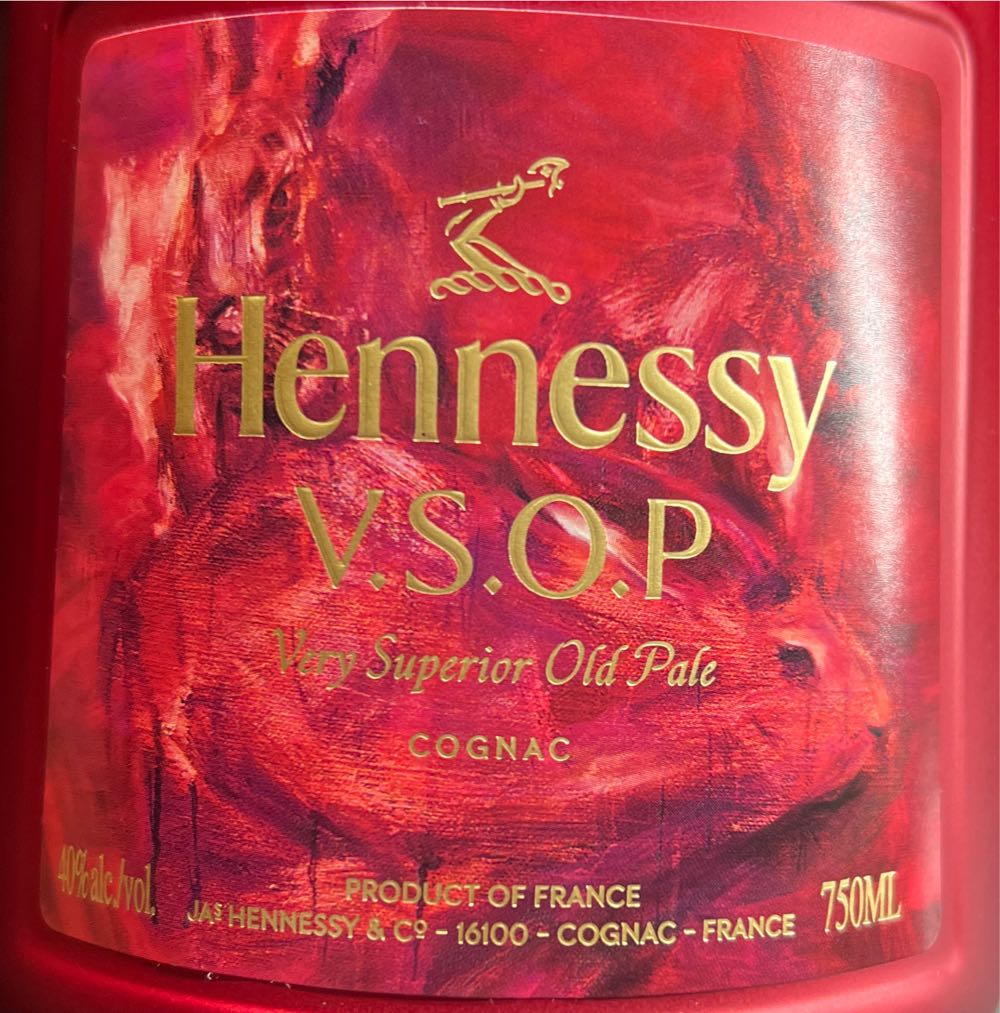 Hennessy
V.S.O.P
Very Superior Old Pale
COGNAC
40%alc./vol.
PRODUCT OF FRANCE
JAS HENNESSY & Cº - 16100 - COGNAC - FRANCE
750ML